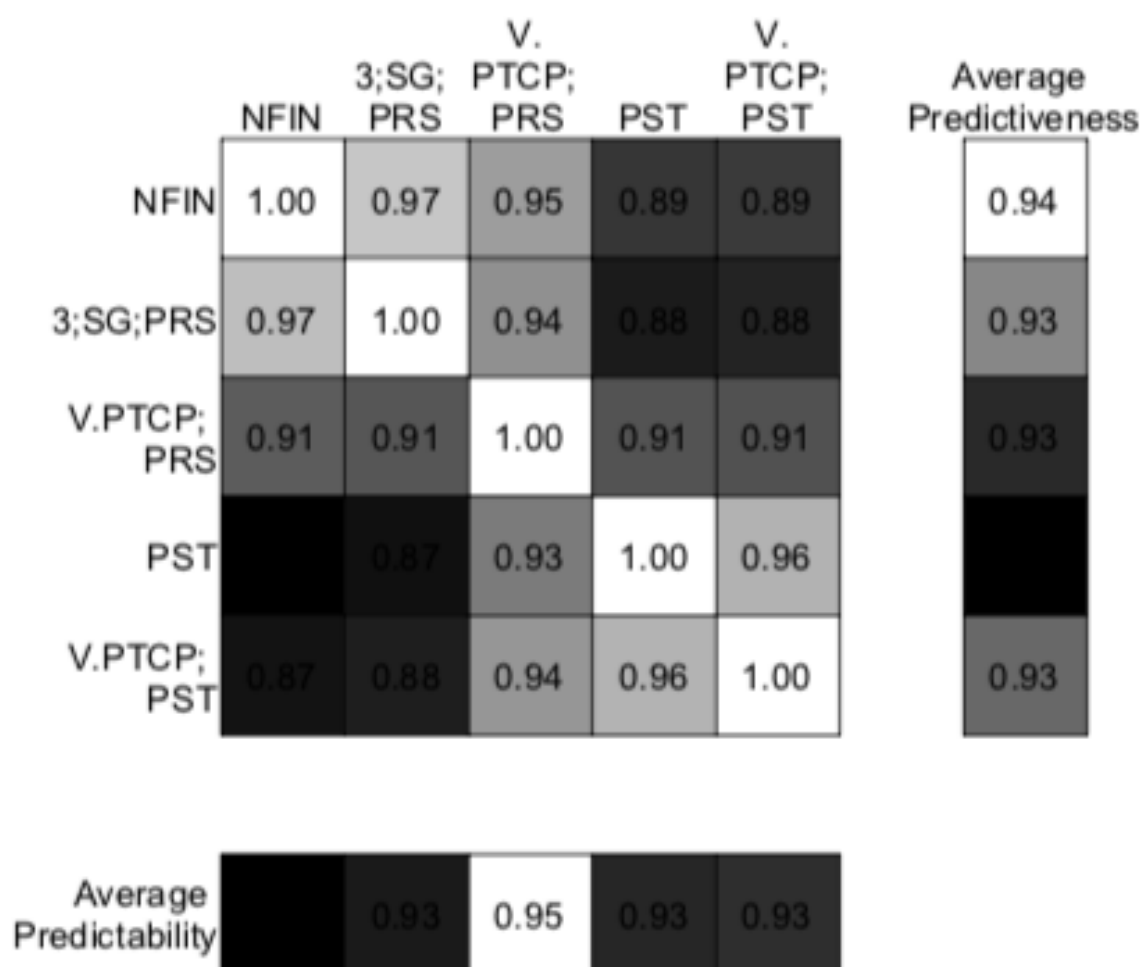 V. V.
3;SG; PTCP; PTCP; Average
NFIN PRS PRS PST PST Predictiveness
NFIN 1.00 0.97 0.95 0.89 0.89 0.94
3;SG;PRS 0.97 1.00 0.94 0.88 0.88 0.93
V.PTCP;
PRS 0.91 0.91 1.00 0.91 0.91 0.93
PST 0.87 0.93 1.00 0.96
V.PTCP;
PST 0.87 0.88 0.94 0.96 1.00 0.93
Average
Predictability 0.93 0.95 0.93 0.93